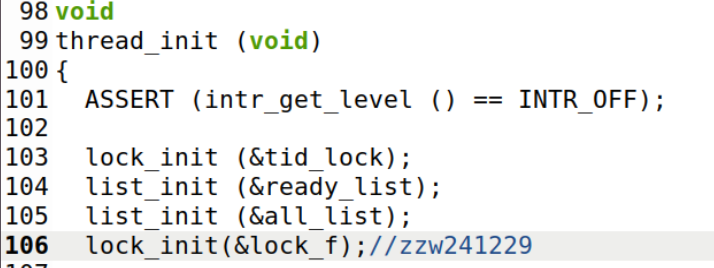 98 void
99 thread_init (void)
100 {
101   ASSERT (intr_get_level () == INTR_OFF);
102
103   lock_init (&tid_lock);
104   list_init (&ready_list);
105   list_init (&all_list);
106   lock_init(&lock_f);//zzw241229